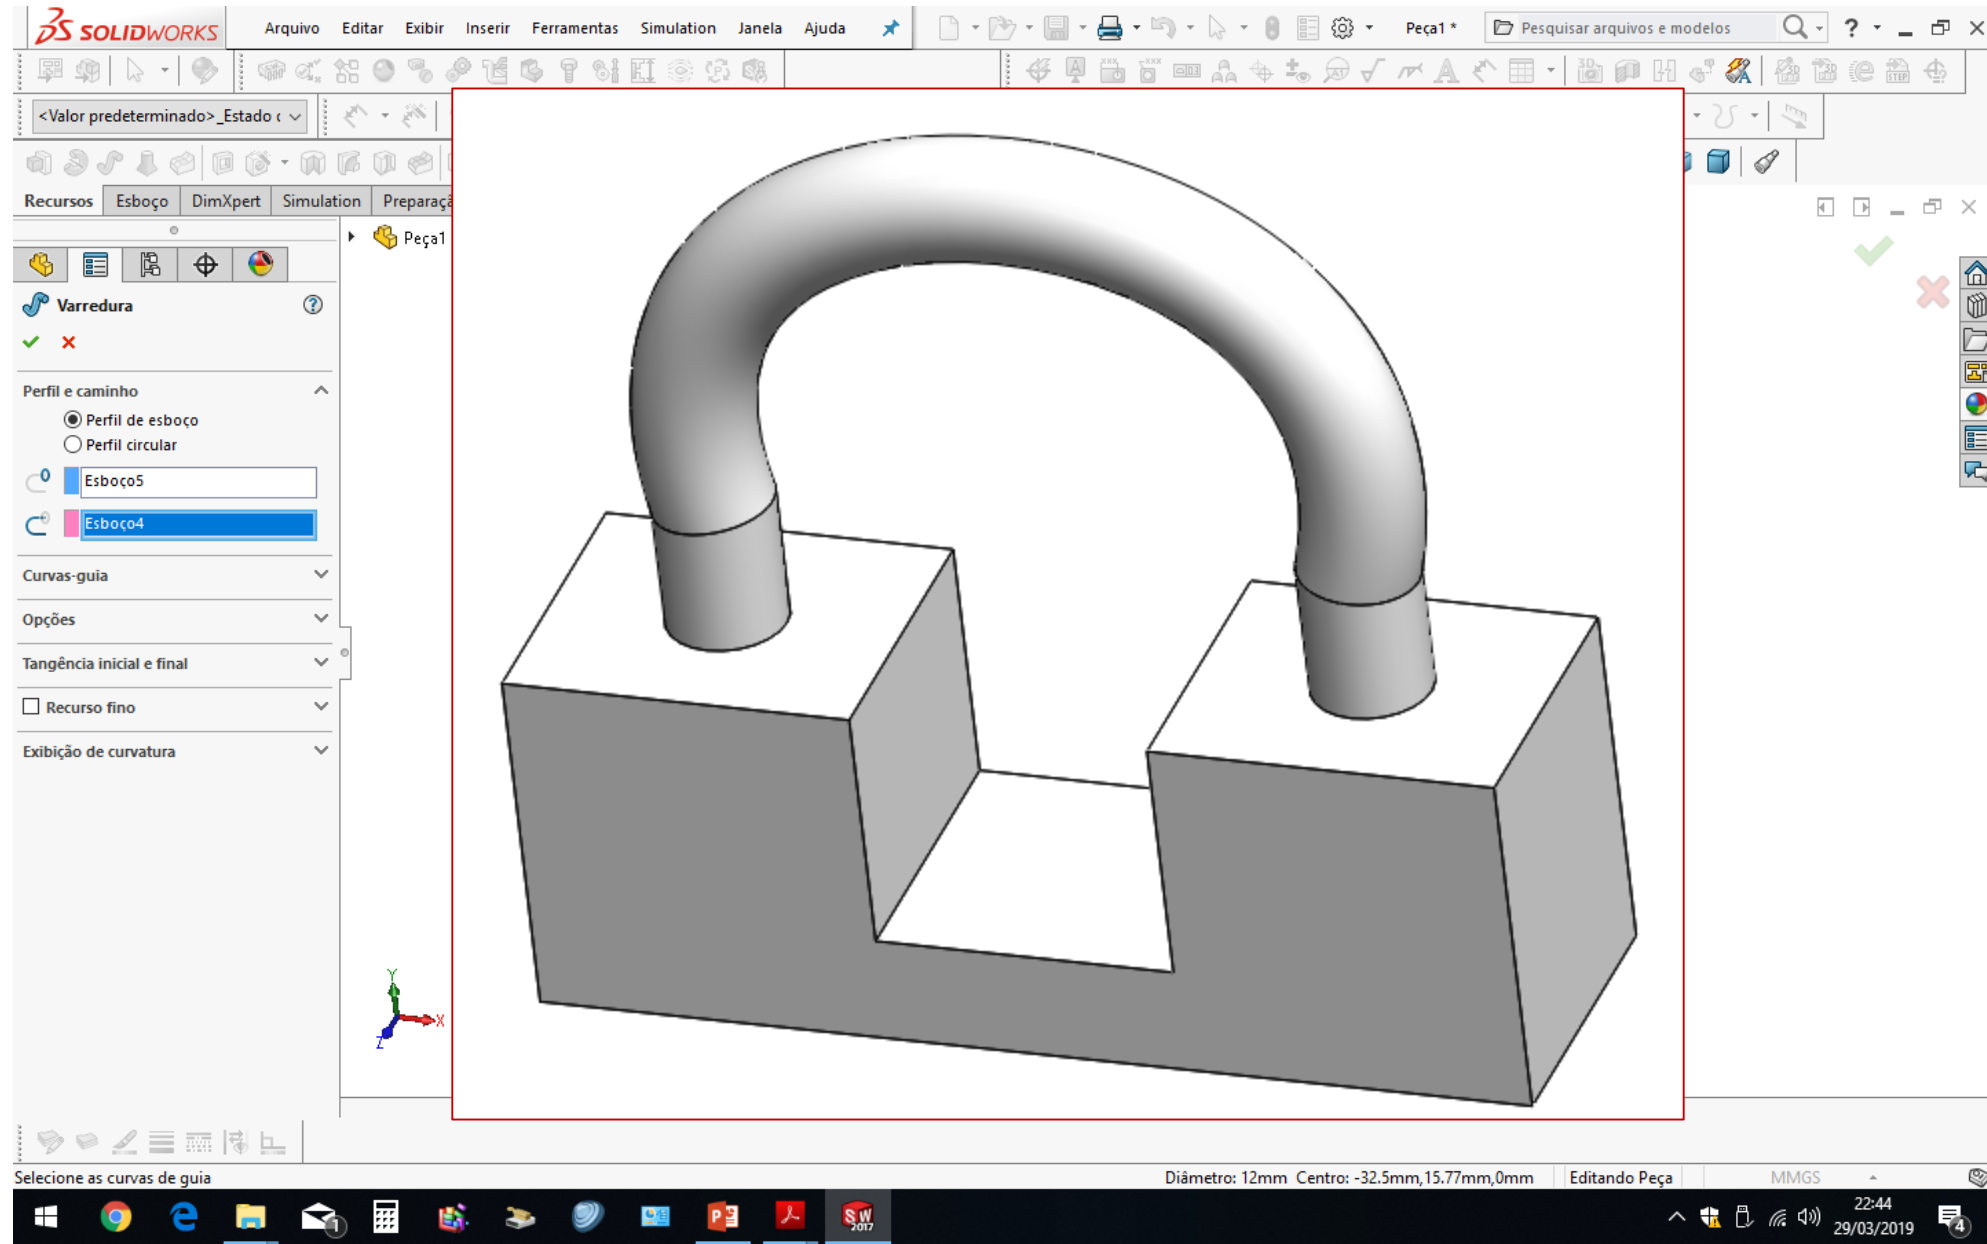 SOLIDWORKS Arquivo Editar Exibir Inserir Ferramentas Simulation Janela Ajuda Peça1 * Pesquisar arquivos e modelos ?
<Valor predeterminado>_Estado
Recursos Esboço DimXpert Simulation Preparaçã
Peça1
Varredura
Perfil e caminho
Perfil de esboço
Perfil circular
Esboço5
Esboço4
Curvas-guia
Opções
Tangência inicial e final
Recurso fino
Exibição de curvatura
Y
X
Z
Selecione as curvas de guia Diâmetro: 12mm Centro: -32.5mm,15.77mm,0mm Editando Peça MMGS
22:44
29/03/2019